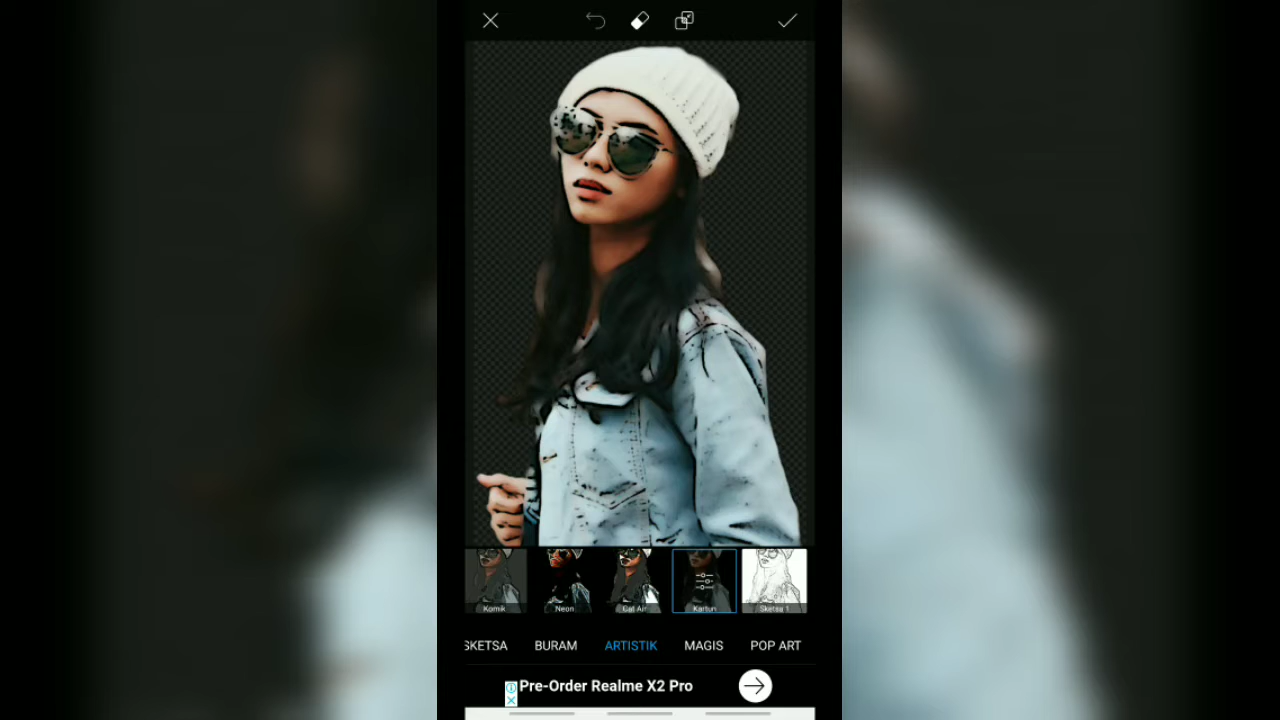 Komik
Neon
Cat Air
Kartun
Sketsa 1
SKETSA
BURAM
ARTISTIK
MAGIS
POP ART
Pre-Order Realme X2 Pro